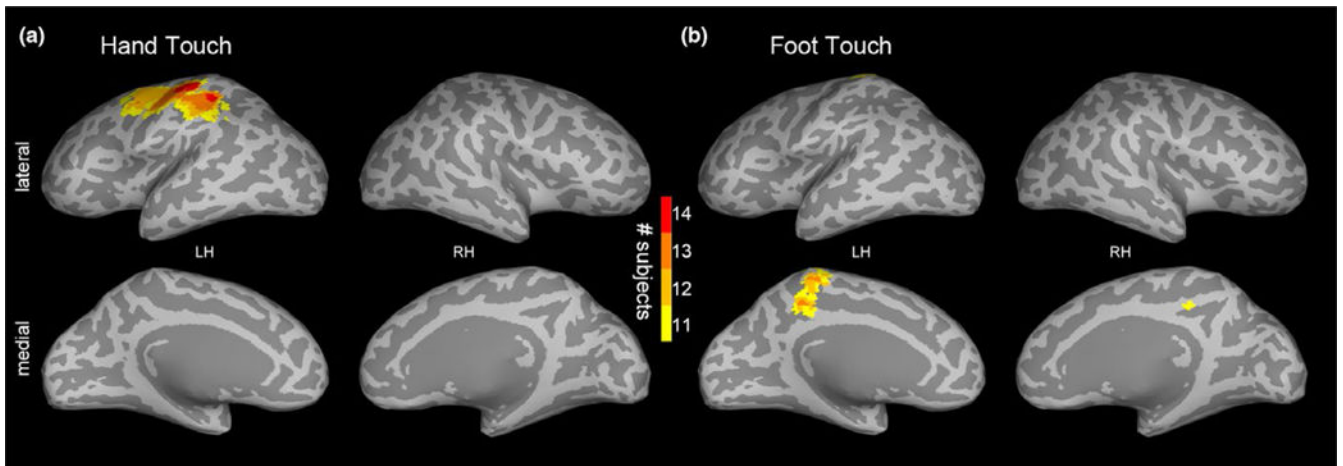 (a) Hand Touch
(b) Foot Touch
lateral
LH
RH
# subjects
14
13
12
11
LH
RH
medial